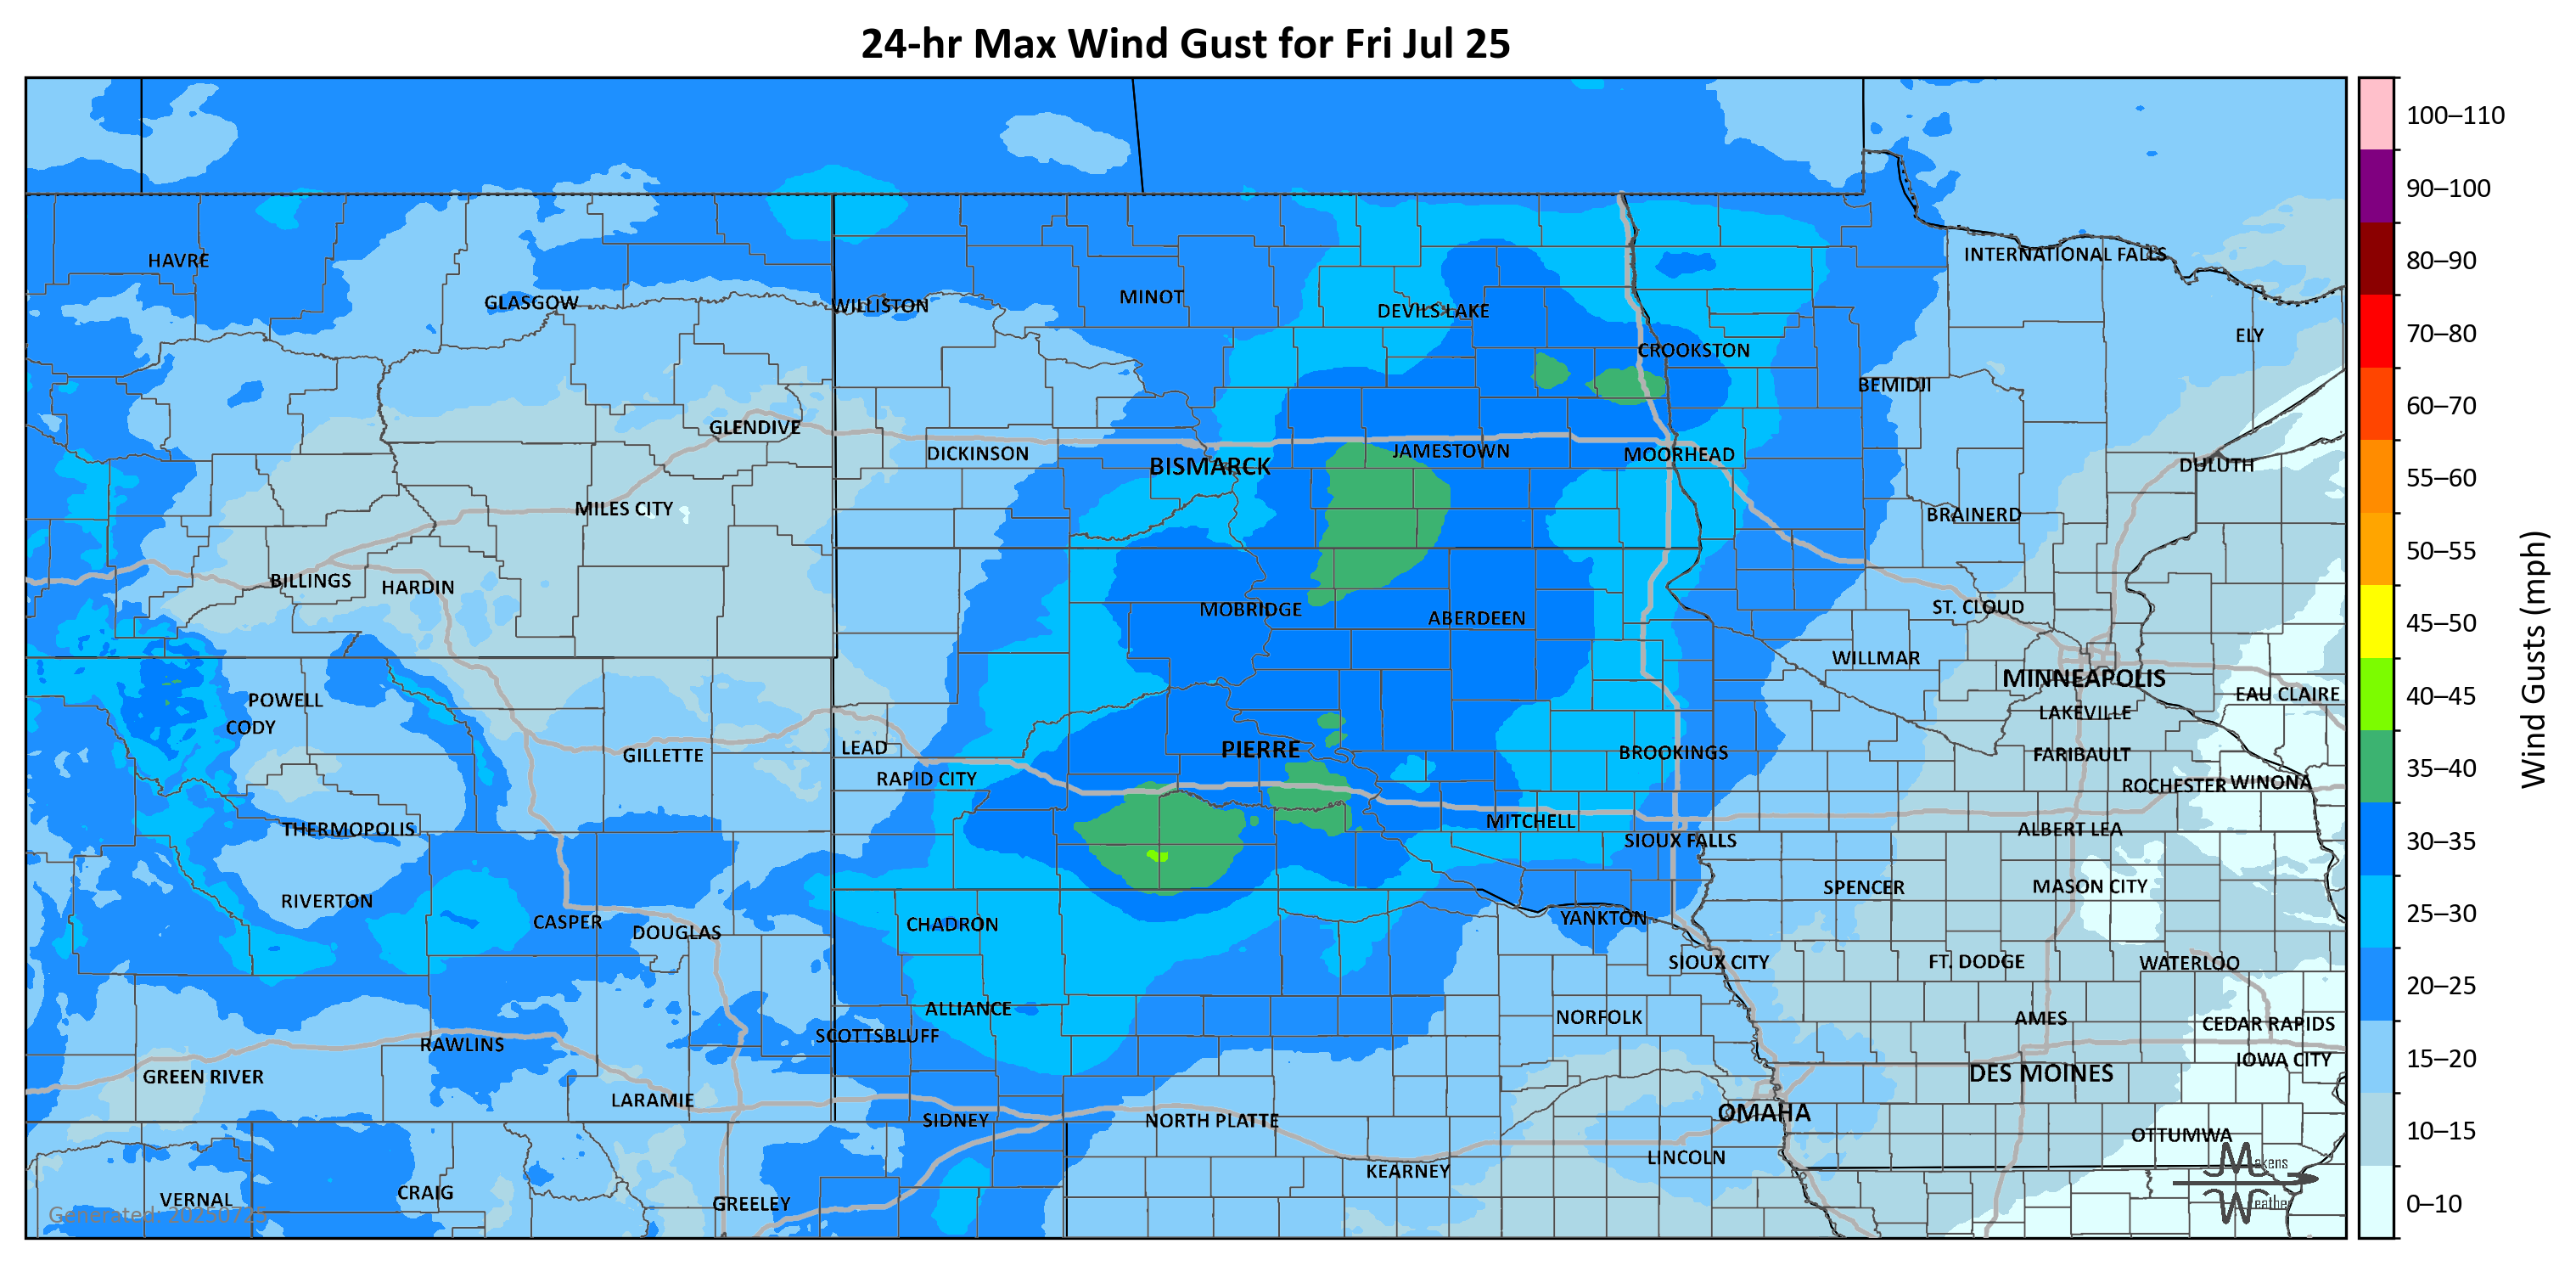 24-hr Max Wind Gust for Fri Jul 25
100–110
90–100
80–90
70–80
60–70
55–60
50–55
45–50
40–45
35–40
30–35
25–30
20–25
15–20
10–15
0–10
Wind Gusts (mph)
HAVRE
INTERNATIONAL FALLS
GLASGOW
WILLISTON
MINOT
DEVILS LAKE
ELY
CROOKSTON
BEMIDJI
GLENDIVE
DICKINSON
BISMARCK
JAMESTOWN
MOORHEAD
DULUTH
MILES CITY
BRAINERD
BILLINGS
HARDIN
MOBRIDGE
ABERDEEN
ST. CLOUD
WILLMAR
MINNEAPOLIS
POWELL
EAU CLAIRE
LAKEVILLE
CODY
GILLETTE
LEAD
PIERRE
BROOKINGS
FARIBAULT
RAPID CITY
ROCHESTER
WINONA
THERMOPOLIS
MITCHELL
ALBERT LEA
SIOUX FALLS
RIVERTON
SPENCER
MASON CITY
CASPER
DOUGLAS
CHADRON
YANKTON
SIOUX CITY
FT. DODGE
WATERLOO
ALLIANCE
NORFOLK
AMES
CEDAR RAPIDS
SCOTTSBLUFF
RAWLINS
IOWA CITY
GREEN RIVER
DES MOINES
LARAMIE
SIDNEY
NORTH PLATTE
OMAHA
OTTUMWA
LINCOLN
KEARNEY
VERNAL
CRAIG
GREELEY
Generated: 20250725
Makens
Weather